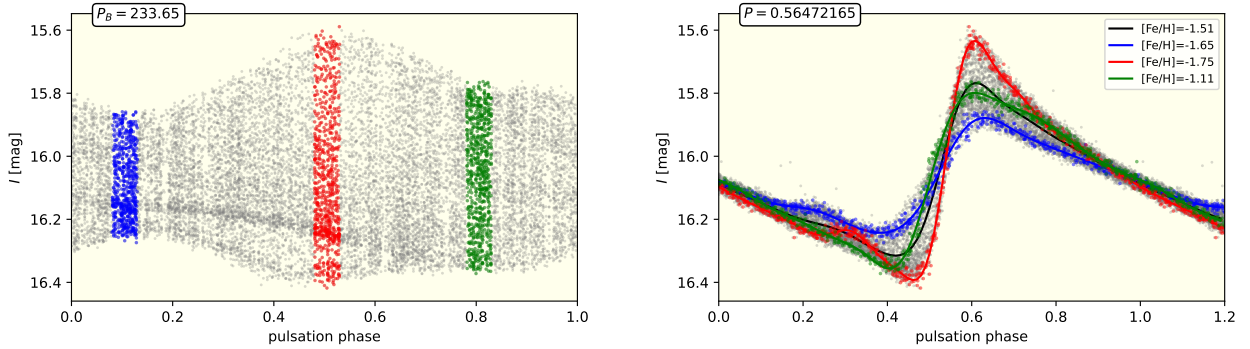 P_B = 233.65
15.6
15.8
16.0
16.2
16.4
I [mag]
0.0 0.2 0.4 0.6 0.8 1.0
pulsation phase
P = 0.56472165
[Fe/H]=-1.51
[Fe/H]=-1.65
[Fe/H]=-1.75
[Fe/H]=-1.11
15.6
15.8
16.0
16.2
16.4
I [mag]
0.0 0.2 0.4 0.6 0.8 1.0 1.2
pulsation phase